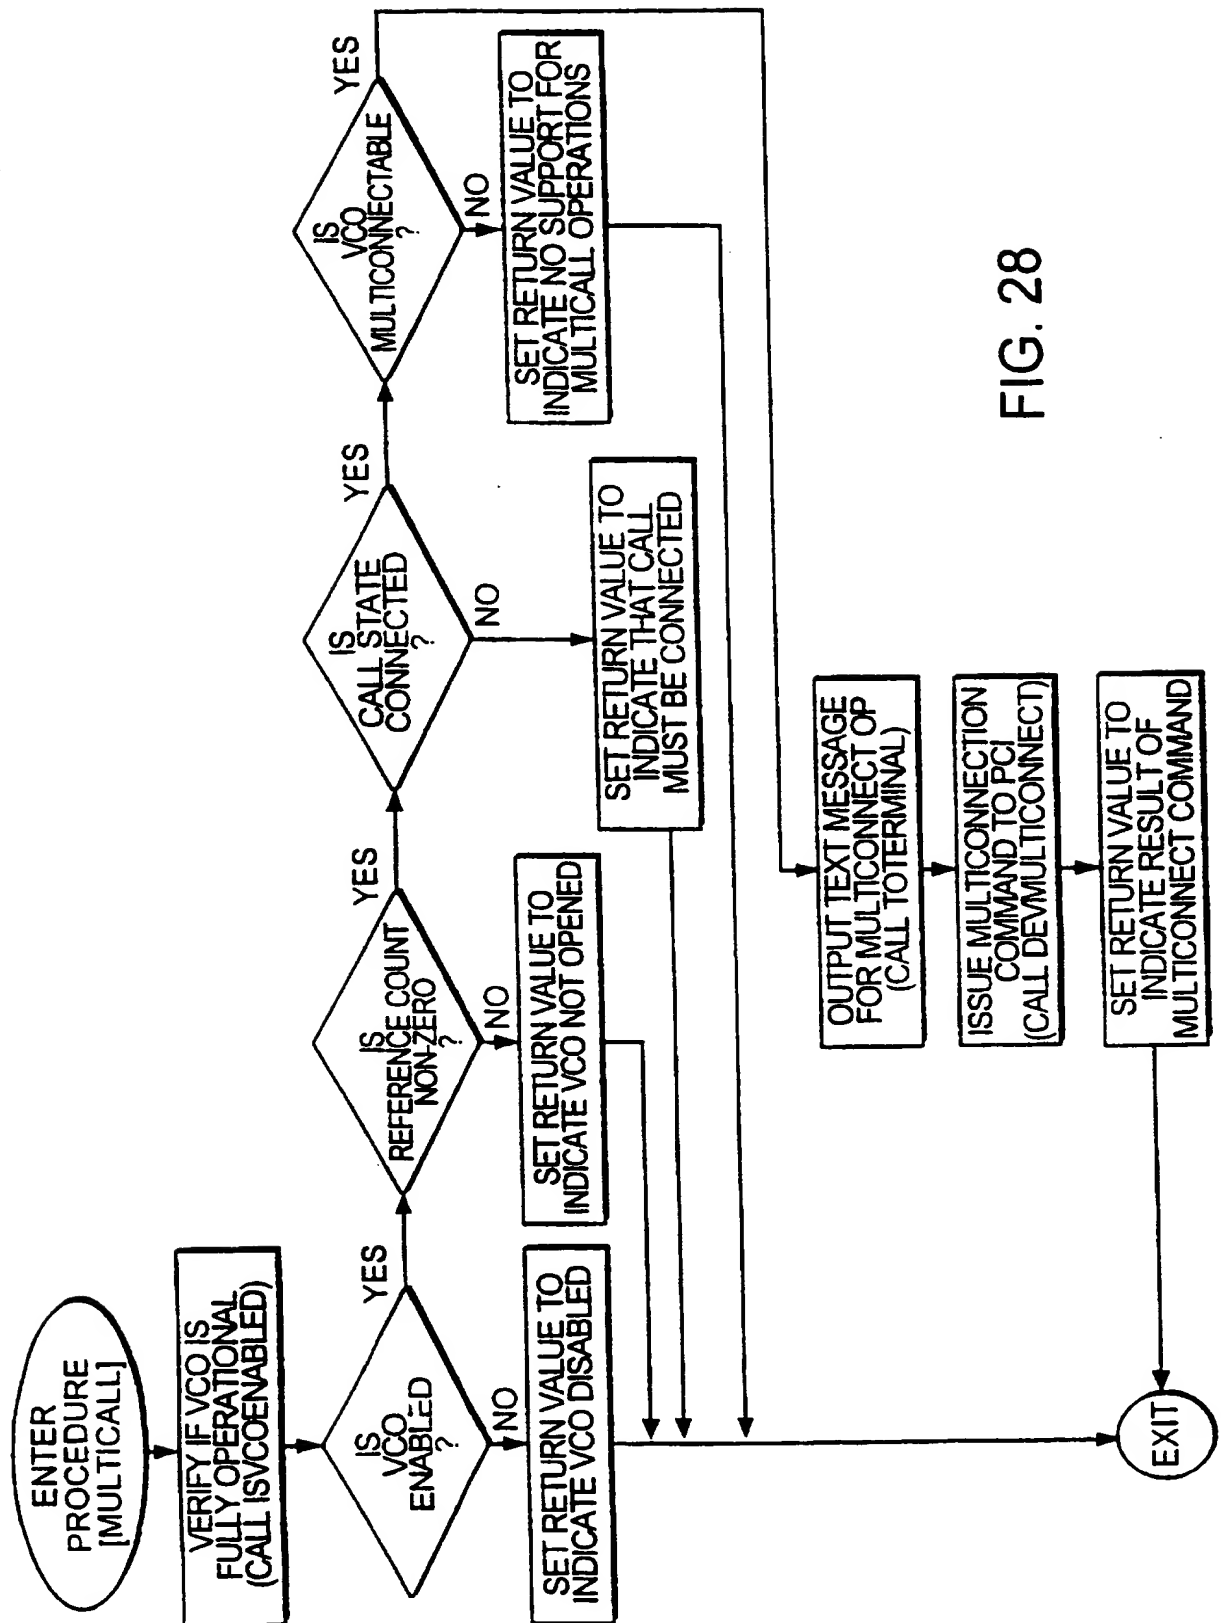 ENTER
PROCEDURE
[MULTICALL]
VERIFY IF VCO IS
FULLY OPERATIONAL
(CALL ISVCOENABLED)
IS
VCO
ENABLED
?
YES
NO
SET RETURN VALUE TO
INDICATE VCO DISABLED
IS
REFERENCE COUNT
NON-ZERO
?
YES
NO
SET RETURN VALUE TO
INDICATE VCO NOT OPENED
IS
CALL STATE
CONNECTED
?
YES
NO
SET RETURN VALUE TO
INDICATE THAT CALL
MUST BE CONNECTED
IS
VCO
MULTICONNECTABLE
?
YES
NO
SET RETURN VALUE TO
INDICATE NO SUPPORT FOR
MULTICALL OPERATIONS
OUTPUT TEXT MESSAGE
FOR MULTICONNECT OP
(CALL TOTERMINAL)
ISSUE MULTICONNECTION
COMMAND TO PCI
(CALL DEVMULTICONNECT)
SET RETURN VALUE TO
INDICATE RESULT OF
MULTICONNECT COMMAND
EXIT
FIG. 28